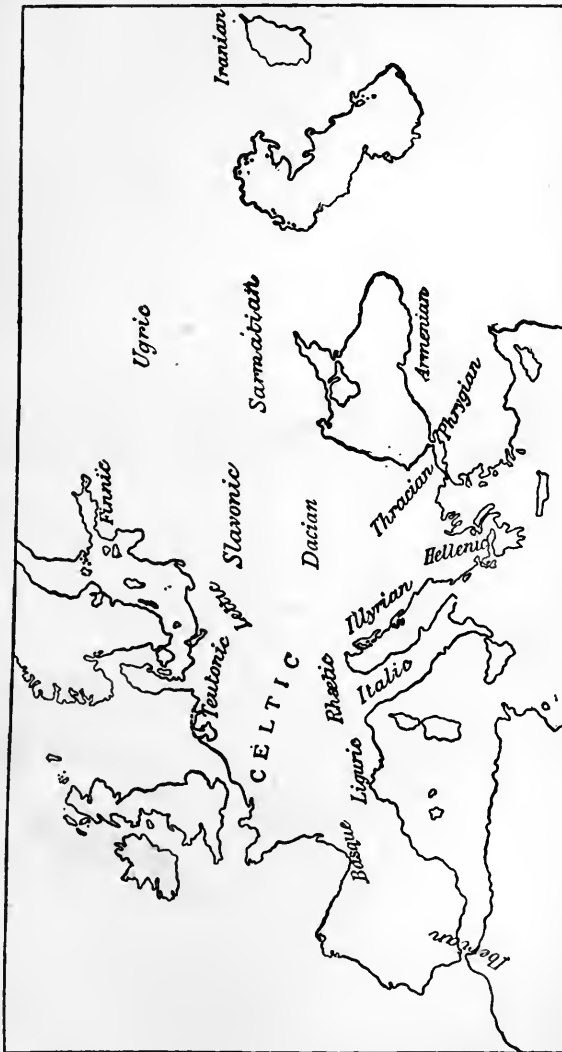 Finnic
Ugric
Iranian
Teutonic
Lettic
Slavonic
Sarmatian
CELTIC
Dacian
Rhætic
Basque
Liguric
Illyrian
Italic
Thracian
Armenian
Phrygian
Hellenic
Iberian